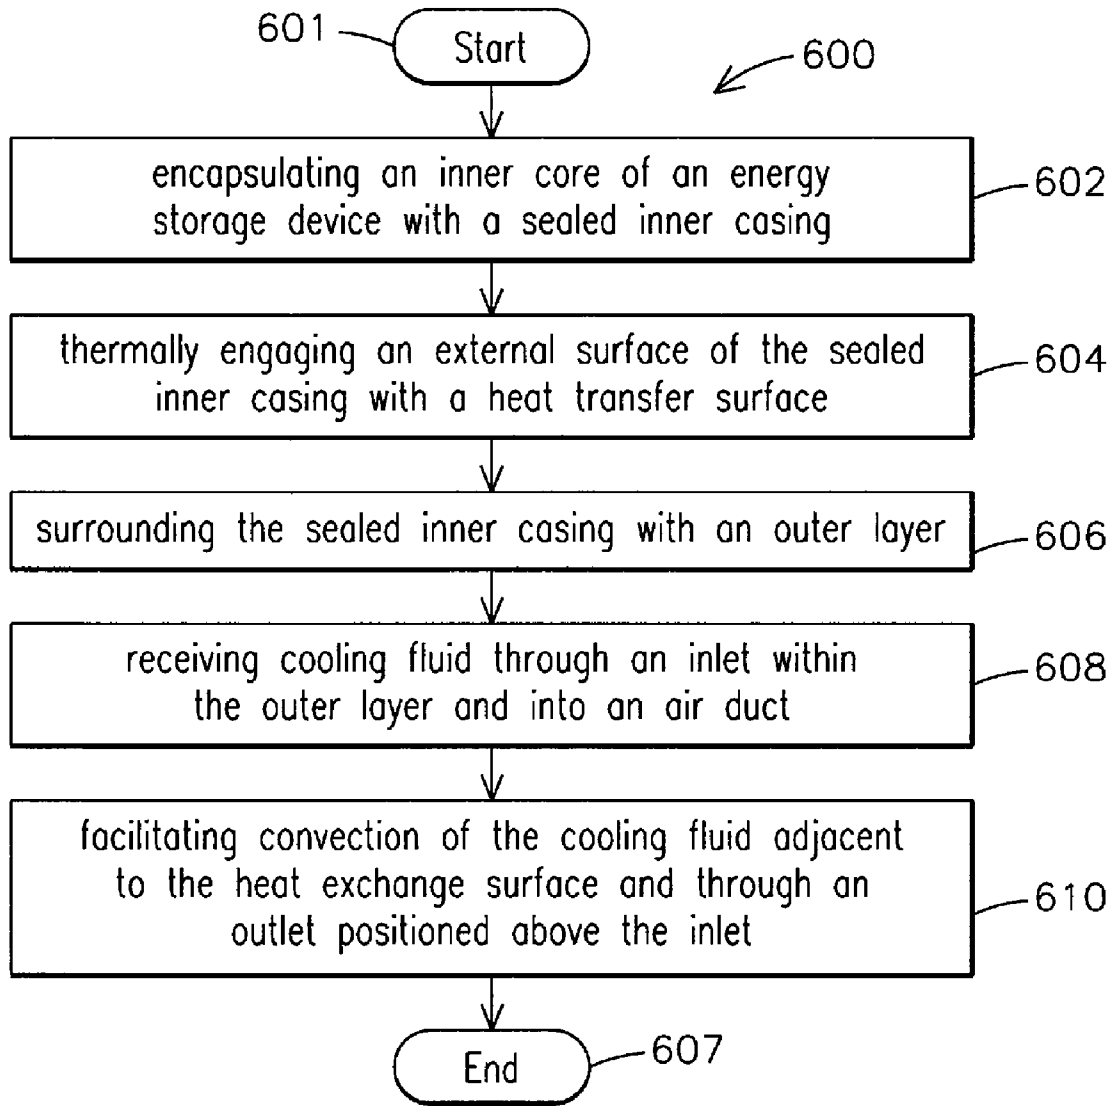 601
Start
600
encapsulating an inner core of an energy
storage device with a sealed inner casing
602
thermally engaging an external surface of the sealed
inner casing with a heat transfer surface
604
surrounding the sealed inner casing with an outer layer
606
receiving cooling fluid through an inlet within
the outer layer and into an air duct
608
facilitating convection of the cooling fluid adjacent
to the heat exchange surface and through an
outlet positioned above the inlet
610
End
607